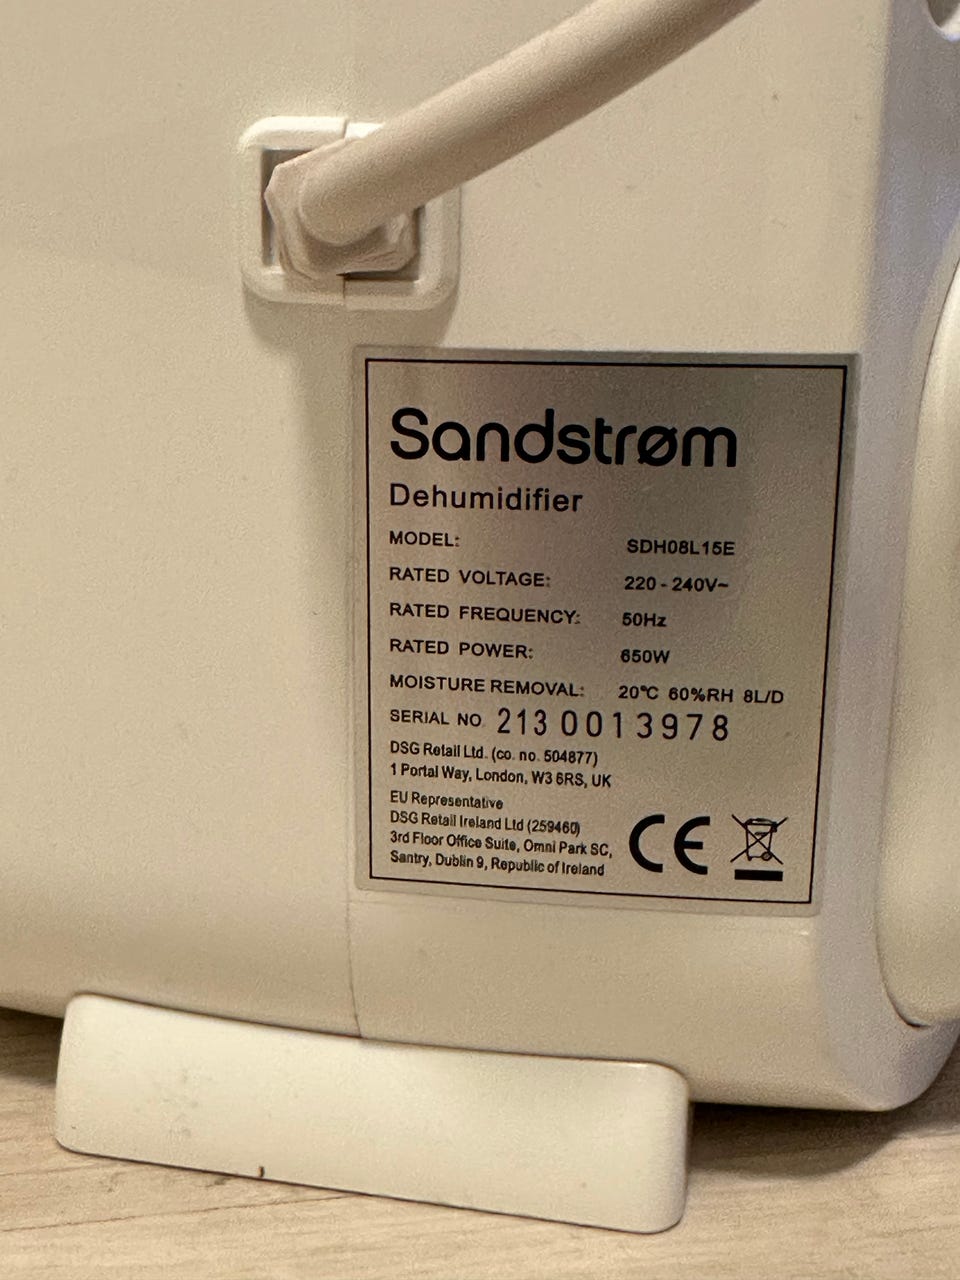 Sandstrøm
Dehumidifier
MODEL: SDH08L15E
RATED VOLTAGE: 220-240V~
RATED FREQUENCY: 50Hz
RATED POWER: 650W
MOISTURE REMOVAL: 20℃ 60%RH 8L/D
SERIAL NO. 213 0013978
DSG Retail Ltd. (co. no. 504877)
1 Portal Way, London, W3 6RS, UK
EU Representative
DSG Retail Ireland Ltd (259460)
3rd Floor Office Suite, Omni Park SC,
Santry, Dublin 9, Republic of Ireland
CE